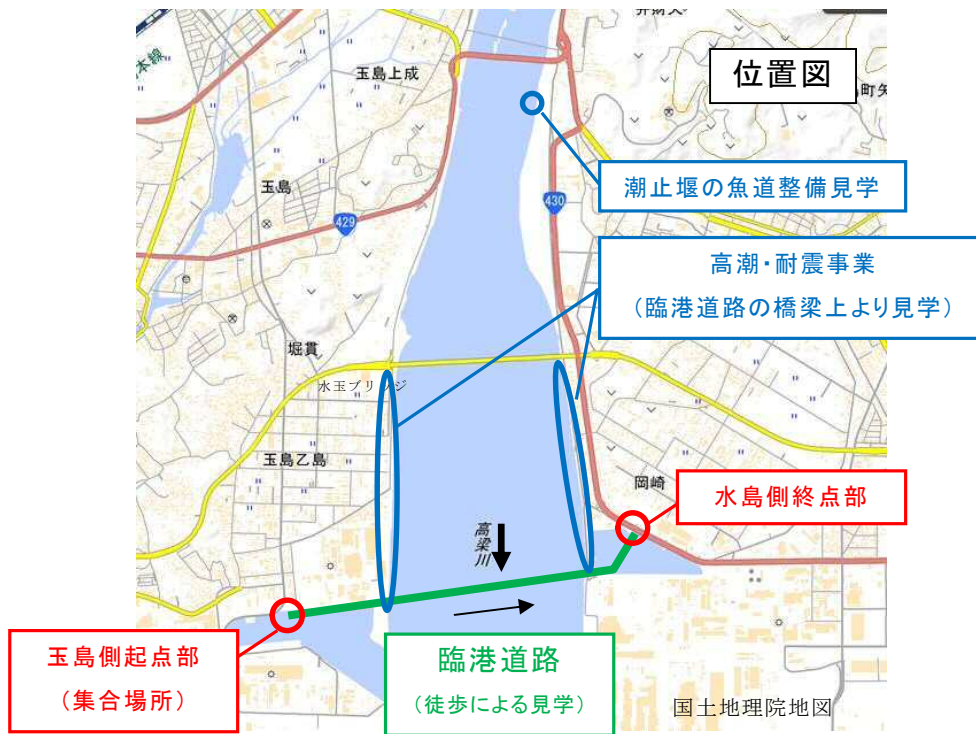 本線
玉島上成
位置図
町矢
潮止堰の魚道整備見学
玉島
429
430
高潮・耐震事業
(臨港道路の橋梁上より見学)
堀貫
水玉ブリッジ
玉島乙島
岡崎
水島側終点部
高梁川
玉島側起点部
(集合場所)
臨港道路
(徒歩による見学)
国土地理院地図